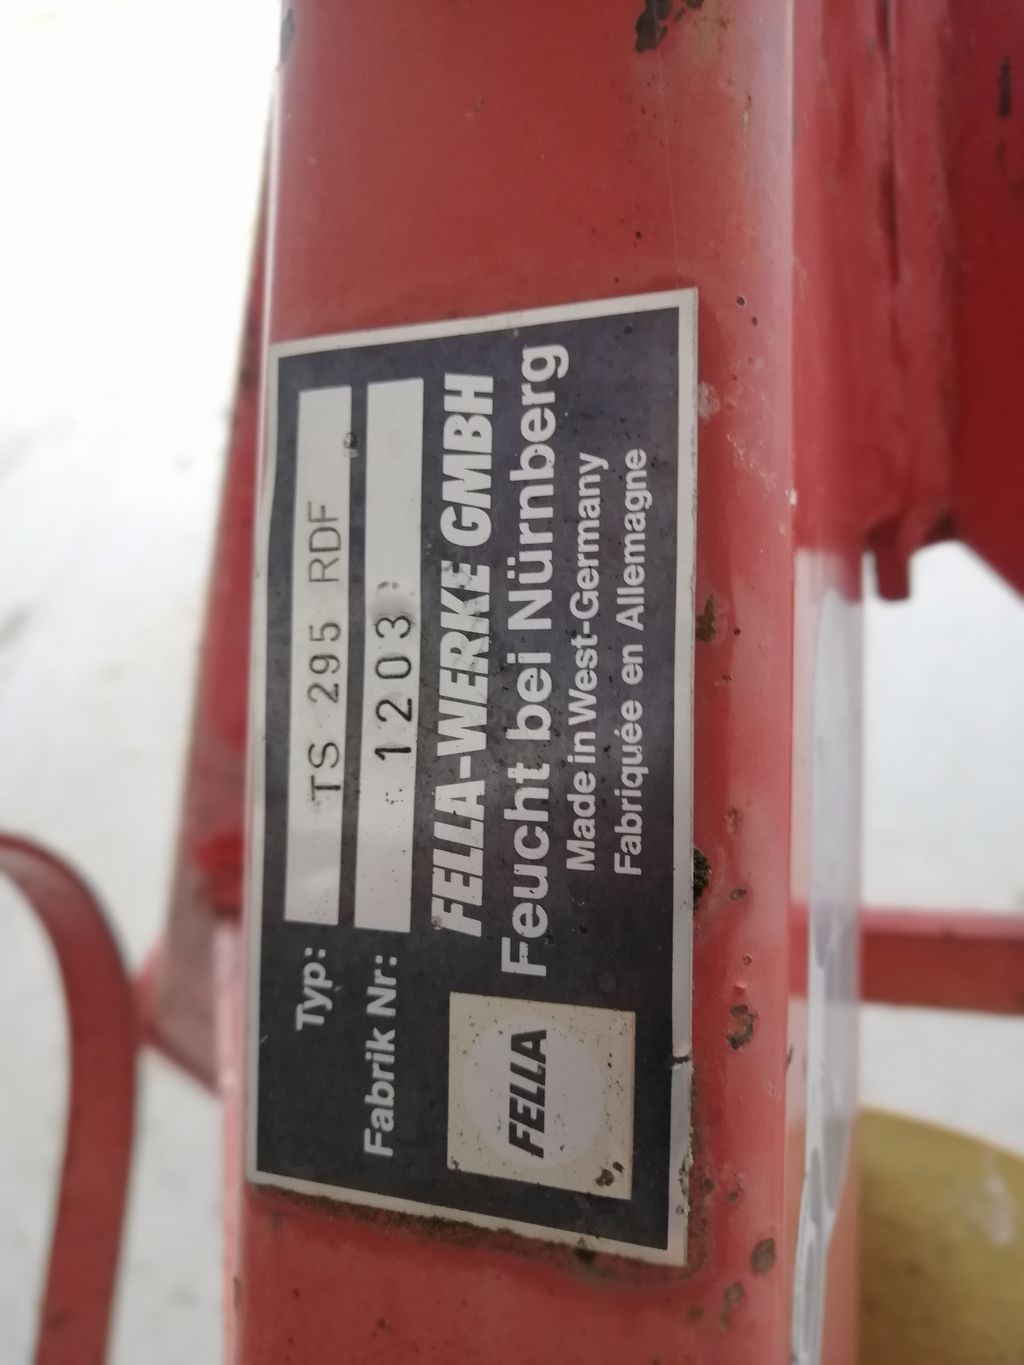 Typ: TS 295 RDF
Fabrik Nr: 1203
FELLA-WERKE GMBH
Feucht bei Nürnberg
Made in West-Germany
Fabriquée en Allemagne
FELLA